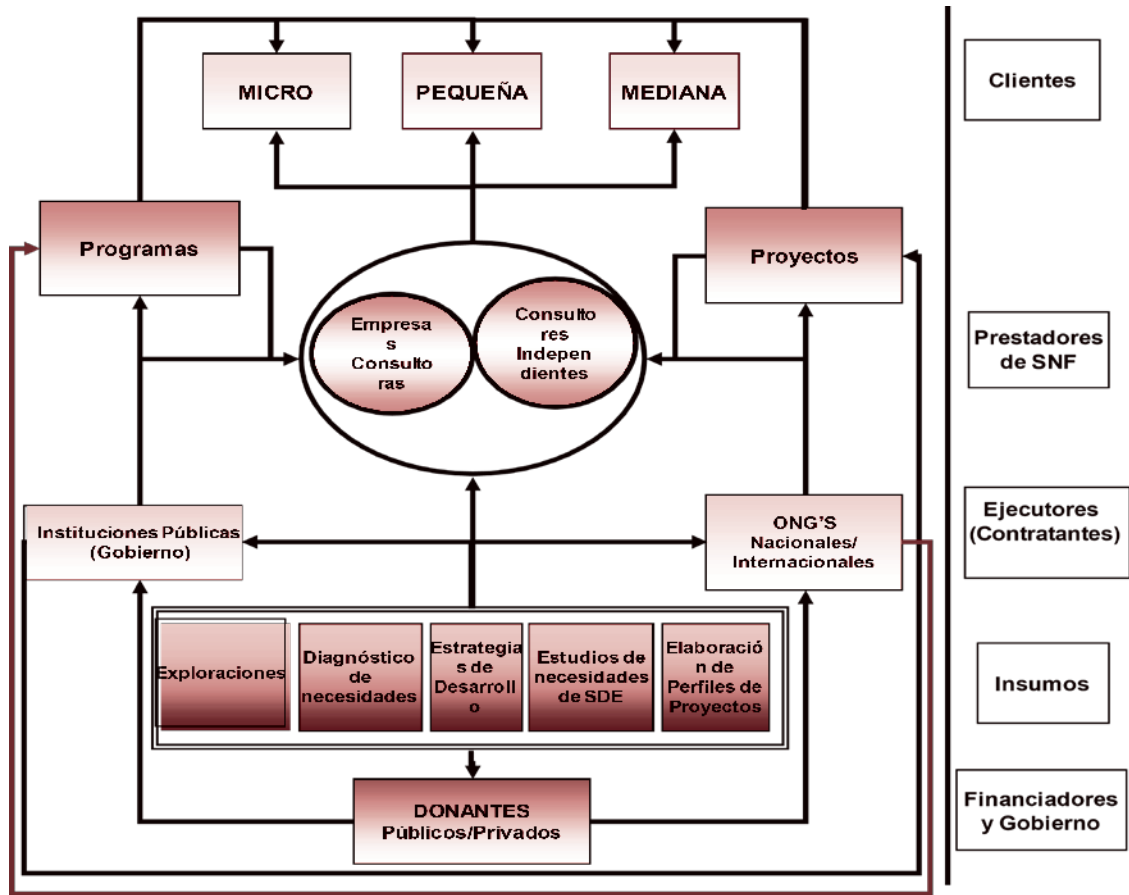 MICRO
PEQUEÑA
MEDIANA
Clientes
Programas
Proyectos
Empresa
s
Consulto
ras
Consulto
res
Indepen
dientes
Prestadores
de SNF
Instituciones Públicas
(Gobierno)
ONG'S
Nacionales/
Internacionales
Ejecutores
(Contratantes)
Exploraciones
Diagnóstico
de
necesidades
Estrategia
s de
Desarroll
o
Estudios de
necesidades
de SDE
Elaboració
n de
Perfiles de
Proyectos
Insumos
DONANTES
Públicos/Privados
Financiadores
y Gobierno